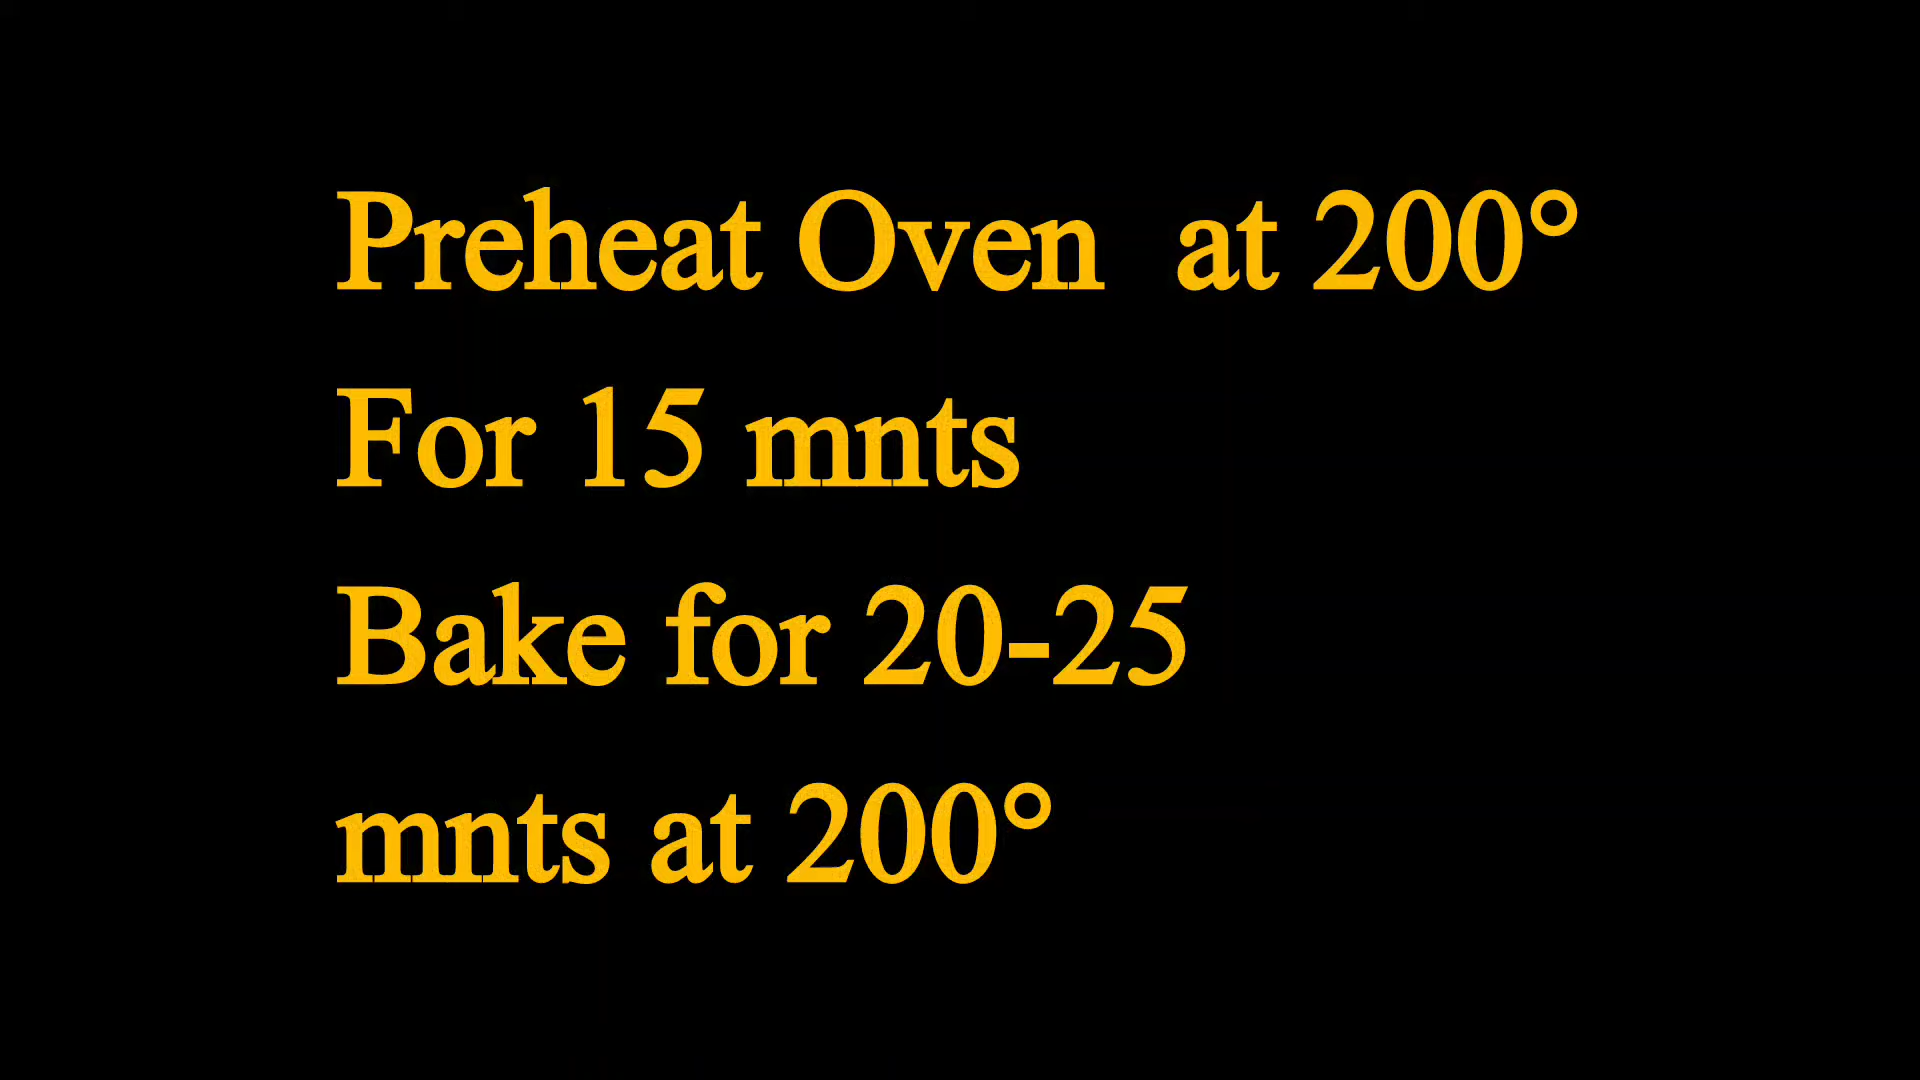 Preheat Oven  at 200°
For 15 mnts
Bake for 20-25
mnts at 200°